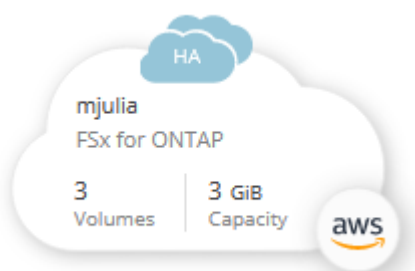 HA
mjulia
FSx for ONTAP
3 3 GiB
Volumes Capacity
aws